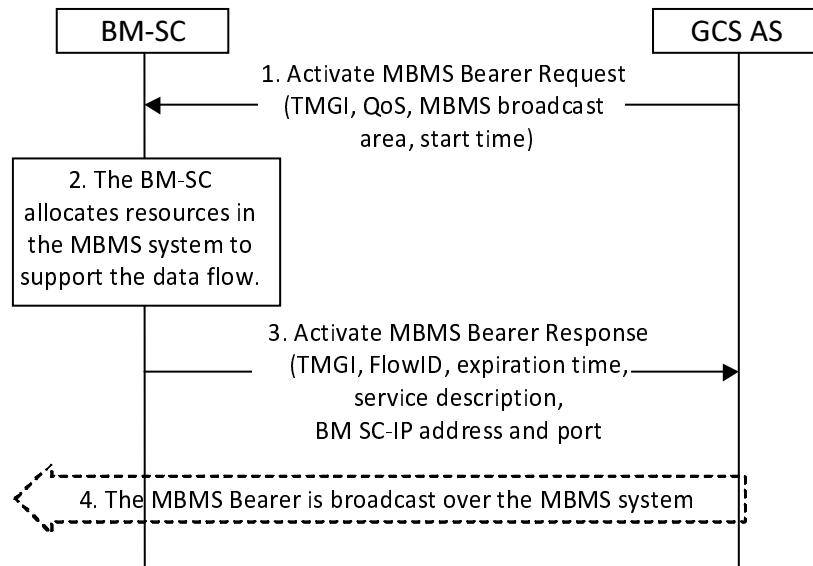 BM-SC
GCS AS
1. Activate MBMS Bearer Request
(TMGI, QoS, MBMS broadcast
area, start time)
2. The BM-SC
allocates resources in
the MBMS system to
support the data flow.
3. Activate MBMS Bearer Response
(TMGI, FlowID, expiration time,
service description,
BM SC-IP address and port
4. The MBMS Bearer is broadcast over the MBMS system